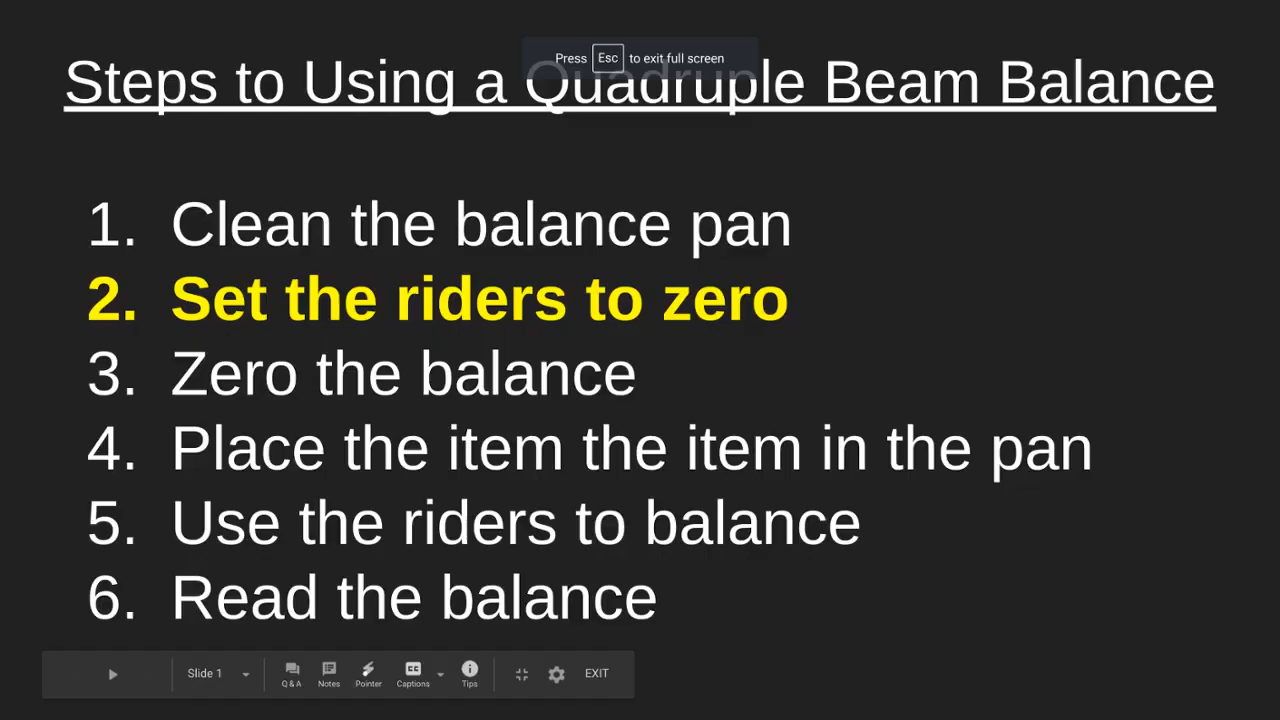 Press Esc to exit full screen
Steps to Using a Quadruple Beam Balance
1. Clean the balance pan
2. Set the riders to zero
3. Zero the balance
4. Place the item the item in the pan
5. Use the riders to balance
6. Read the balance
Slide 1 Q & A Notes Pointer CC Captions Tips EXIT